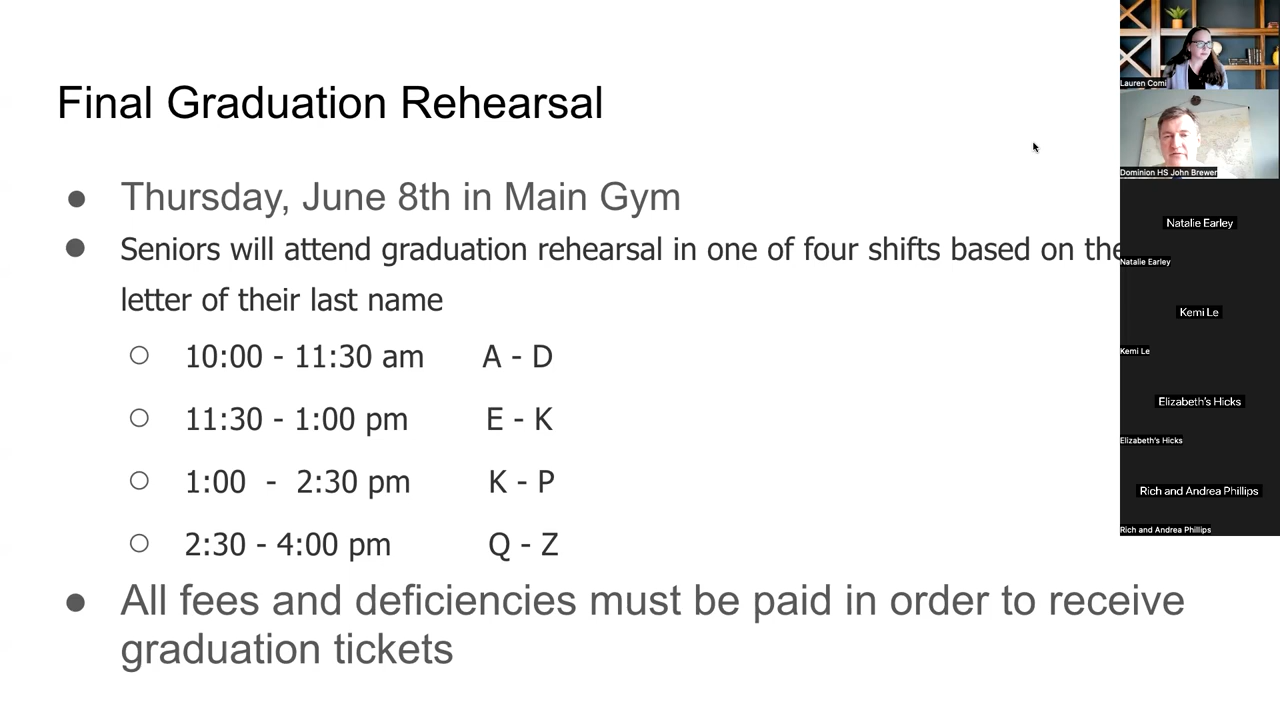 Final Graduation Rehearsal
Thursday, June 8th in Main Gym
Seniors will attend graduation rehearsal in one of four shifts based on the
letter of their last name
10:00 - 11:30 am A - D
11:30 - 1:00 pm E - K
1:00 - 2:30 pm K - P
2:30 - 4:00 pm Q - Z
All fees and deficiencies must be paid in order to receive
graduation tickets
Lauren Comi
Dominion HS John Brewer
Natalie Earley
Natalie Earley
Kemi Le
Kemi Le
Elizabeth's Hicks
Elizabeth's Hicks
Rich and Andrea Phillips
Rich and Andrea Phillips